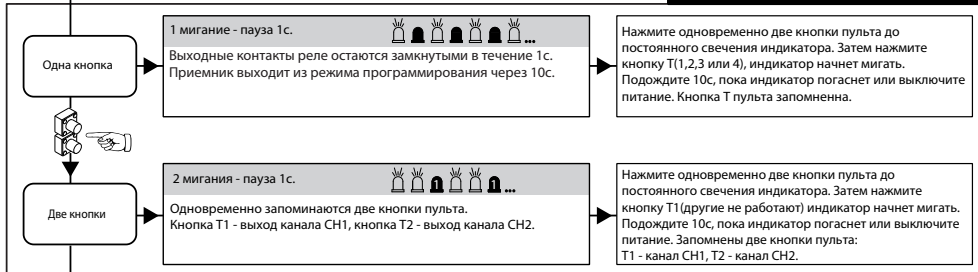 Одна кнопка
1 мигание - пауза 1с.
...
Выходные контакты реле остаются замкнутыми в течение 1с.
Приемник выходит из режима программирования через 10с.
Нажмите одновременно две кнопки пульта до
постоянного свечения индикатора. Затем нажмите
кнопку Т(1,2,3 или 4), индикатор начнет мигать.
Подождите 10с, пока индикатор погаснет или выключите
питание. Кнопка Т пульта запомненна.
Две кнопки
2 мигания - пауза 1с.
1 1 ...
Одновременно запоминаются две кнопки пульта.
Кнопка Т1 - выход канала СН1, кнопка Т2 - выход канала СН2.
Нажмите одновременно две кнопки пульта до
постоянного свечения индикатора. Затем нажмите
кнопку Т1(другие не работают) индикатор начнет мигать.
Подождите 10с, пока индикатор погаснет или выключите
питание. Запомнены две кнопки пульта:
Т1 - канал СН1, Т2 - канал СН2.